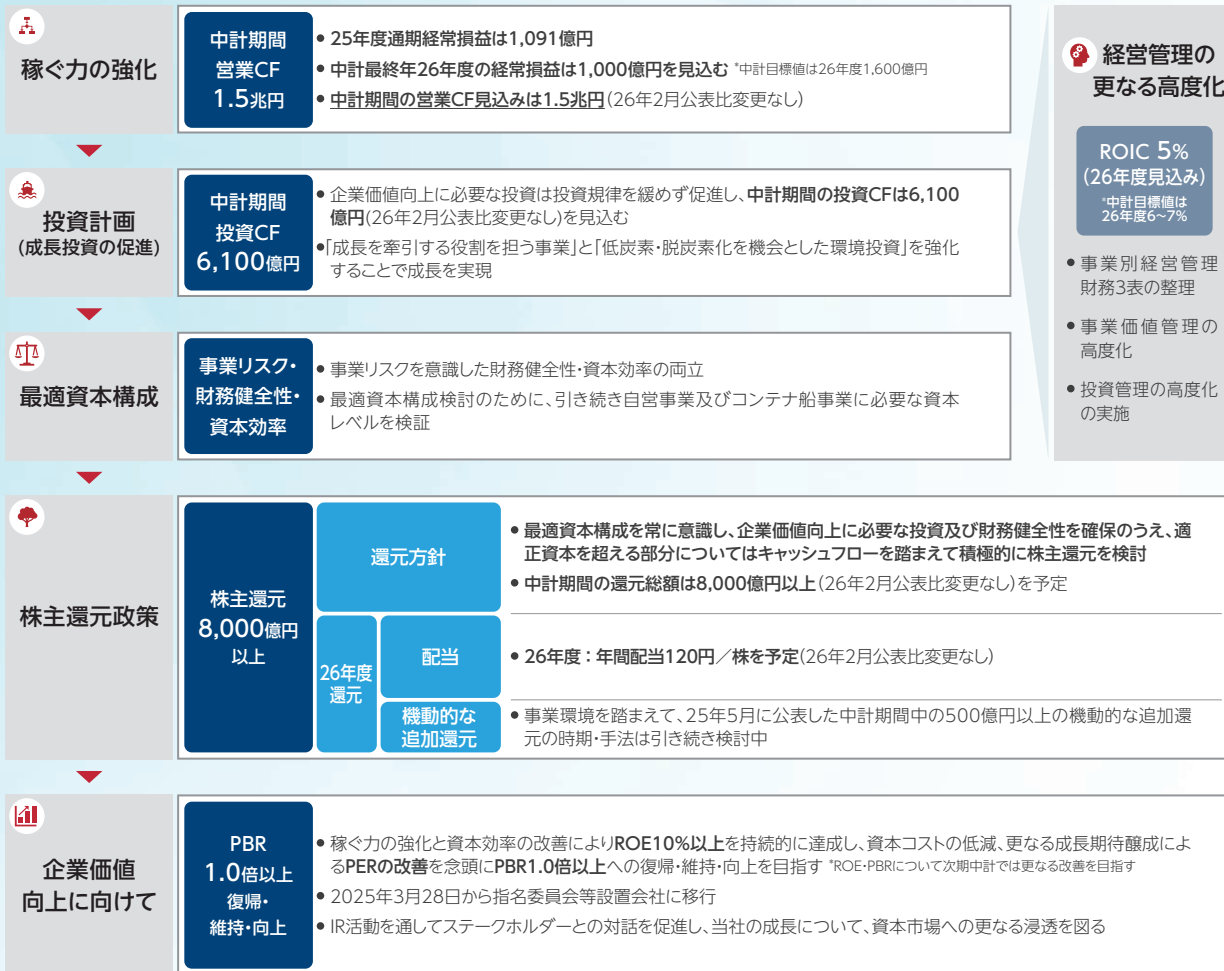 稼ぐ力の強化
中計期間
営業CF
1.5兆円
• 25年度通期経常損益は1,091億円
• 中計最終年26年度の経常損益は1,000億円を見込む *中計目標値は26年度1,600億円
• 中計期間の営業CF見込みは1.5兆円(26年2月公表比変更なし)
投資計画
(成長投資の促進)
中計期間
投資CF
6,100億円
• 企業価値向上に必要な投資は投資規律を緩めず促進し、中計期間の投資CFは6,100
億円(26年2月公表比変更なし)を見込む
•「成長を牽引する役割を担う事業」と「低炭素・脱炭素化を機会とした環境投資」を強化
することで成長を実現
最適資本構成
事業リスク・
財務健全性・
資本効率
• 事業リスクを意識した財務健全性・資本効率の両立
• 最適資本構成検討のために、引き続き自営事業及びコンテナ船事業に必要な資本
レベルを検証
経営管理の
更なる高度化
ROIC 5%
(26年度見込み)
*中計目標値は
26年度6~7%
• 事業別経営管理
財務3表の整理
• 事業価値管理の
高度化
• 投資管理の高度化
の実施
株主還元政策
株主還元
8,000億円
以上
還元方針
• 最適資本構成を常に意識し、企業価値向上に必要な投資及び財務健全性を確保のうえ、適
正資本を超える部分についてはキャッシュフローを踏まえて積極的に株主還元を検討
• 中計期間の還元総額は8,000億円以上(26年2月公表比変更なし)を予定
26年度
還元
配当
• 26年度：年間配当120円／株を予定(26年2月公表比変更なし)
機動的な
追加還元
• 事業環境を踏まえて、25年5月に公表した中計期間中の500億円以上の機動的な追加還
元の時期・手法は引き続き検討中
企業価値
向上に向けて
PBR
1.0倍以上
復帰・
維持・向上
• 稼ぐ力の強化と資本効率の改善によりROE10%以上を持続的に達成し、資本コストの低減、更なる成長期待醸成によ
るPERの改善を念頭にPBR1.0倍以上への復帰・維持・向上を目指す *ROE・PBRについて次期中計では更なる改善を目指す
• 2025年3月28日から指名委員会等設置会社に移行
• IR活動を通してステークホルダーとの対話を促進し、当社の成長について、資本市場への更なる浸透を図る